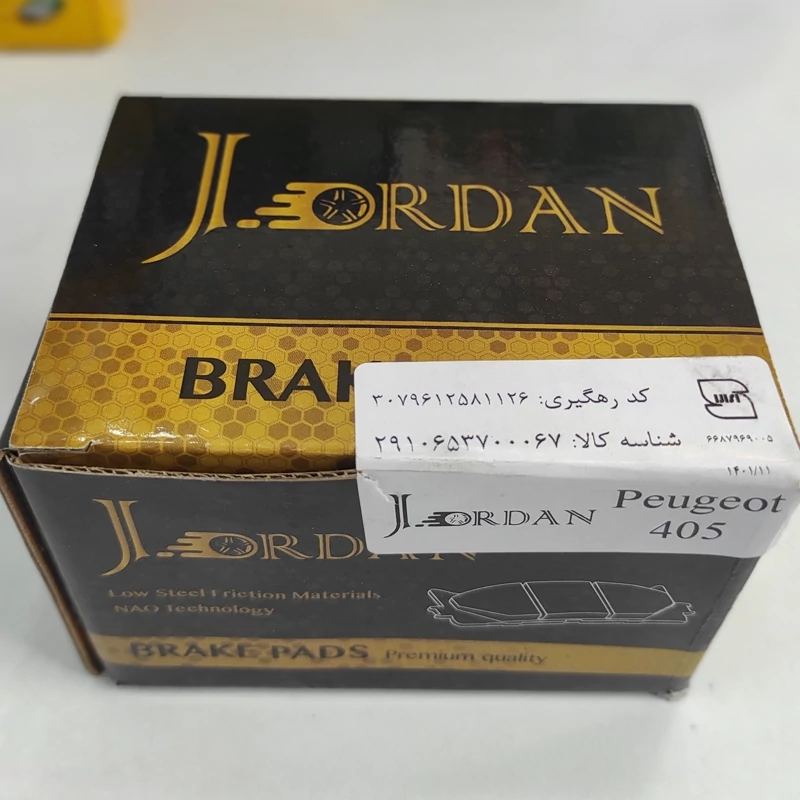 JORDAN
BRAK
کد رهگیری: ۳۰۷۹۶۱۲۵۸۱۱۲۶
شناسه کالا: ۲۹۱۰۶۵۳۷۰۰۰۶۷
۶۶۸۷۹۶۹۰۰۵
۱۴۰۱/۱۱
JORDAN
Peugeot
405
JORDAN
Low Steel Friction Materials
NAO Technology
BRAKE PADS Premium quality